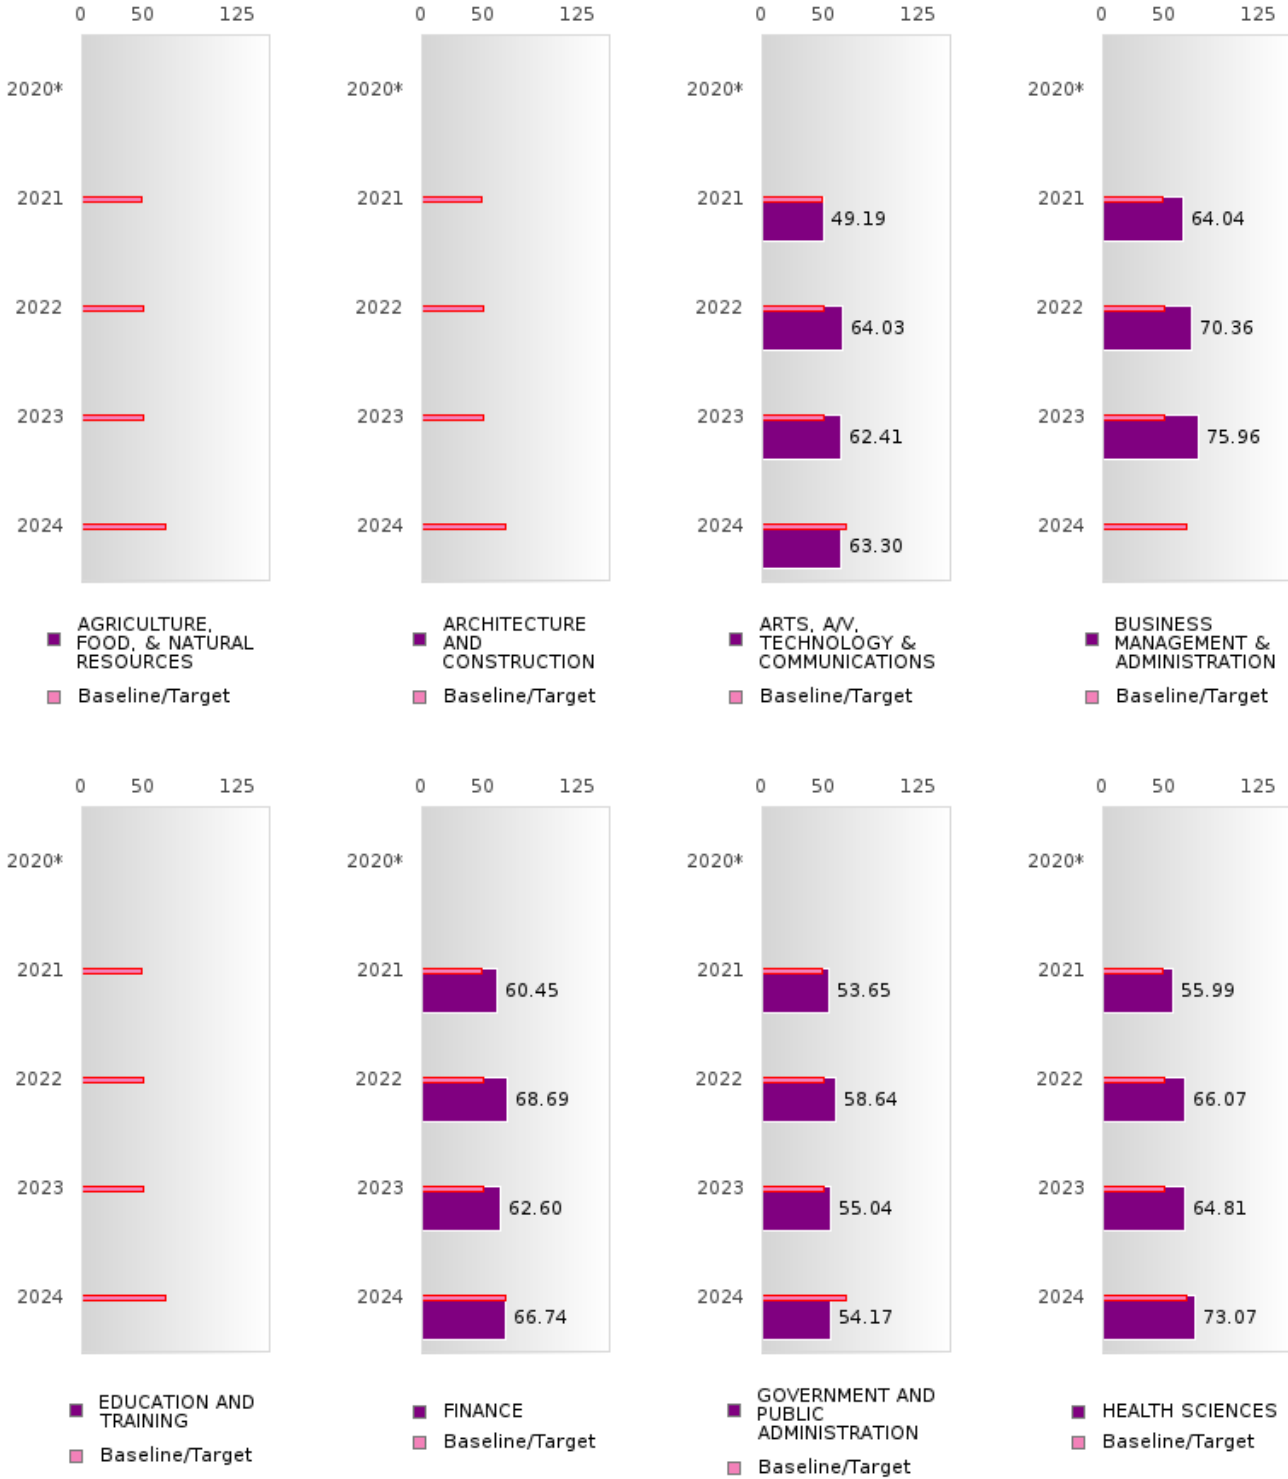 0 50 125
2020*
2021
2022
2023
2024
AGRICULTURE,
FOOD, & NATURAL
RESOURCES
Baseline/Target
0 50 125
2020*
2021
2022
2023
2024
ARCHITECTURE
AND
CONSTRUCTION
Baseline/Target
0 50 125
2020*
2021
49.19
2022
64.03
2023
62.41
2024
63.30
ARTS, A/V,
TECHNOLOGY &
COMMUNICATIONS
Baseline/Target
0 50 125
2020*
2021
64.04
2022
70.36
2023
75.96
2024
BUSINESS
MANAGEMENT &
ADMINISTRATION
Baseline/Target
0 50 125
2020*
2021
2022
2023
2024
EDUCATION AND
TRAINING
Baseline/Target
0 50 125
2020*
2021
60.45
2022
68.69
2023
62.60
2024
66.74
FINANCE
Baseline/Target
0 50 125
2020*
2021
53.65
2022
58.64
2023
55.04
2024
54.17
GOVERNMENT AND
PUBLIC
ADMINISTRATION
Baseline/Target
0 50 125
2020*
2021
55.99
2022
66.07
2023
64.81
2024
73.07
HEALTH SCIENCES
Baseline/Target